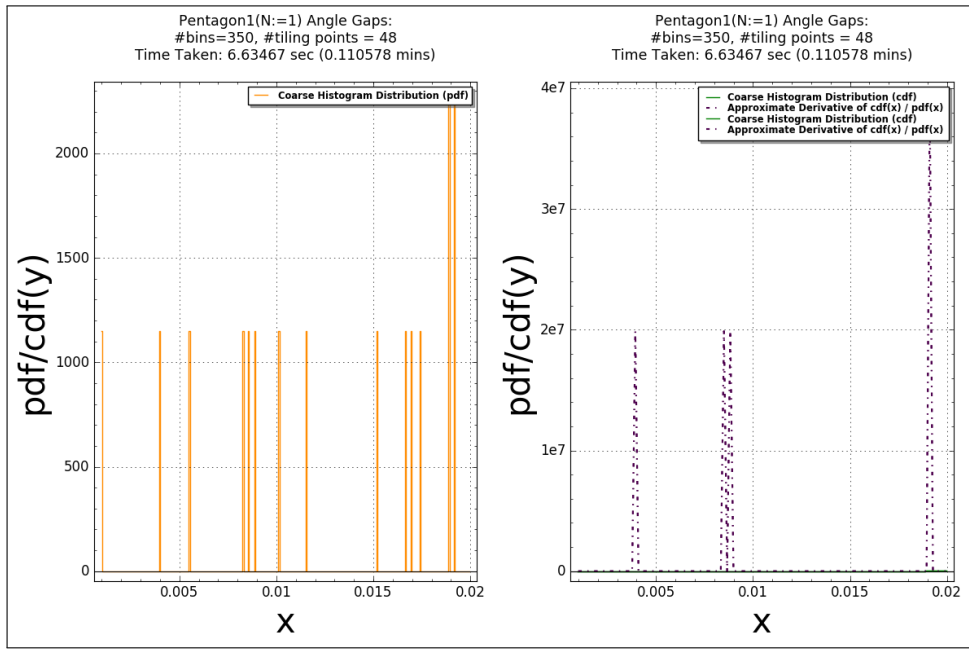 Pentagon1(N:=1) Angle Gaps:
#bins=350, #tiling points = 48
Time Taken: 6.63467 sec (0.110578 mins)
Coarse Histogram Distribution (pdf)
pdf/cdf(y)
2000
1500
1000
500
0
0.005
0.01
0.015
0.02
x
Pentagon1(N:=1) Angle Gaps:
#bins=350, #tiling points = 48
Time Taken: 6.63467 sec (0.110578 mins)
Coarse Histogram Distribution (cdf)
Approximate Derivative of cdf(x) / pdf(x)
Coarse Histogram Distribution (cdf)
Approximate Derivative of cdf(x) / pdf(x)
pdf/cdf(y)
4e7
3e7
2e7
1e7
0
0.005
0.01
0.015
0.02
x